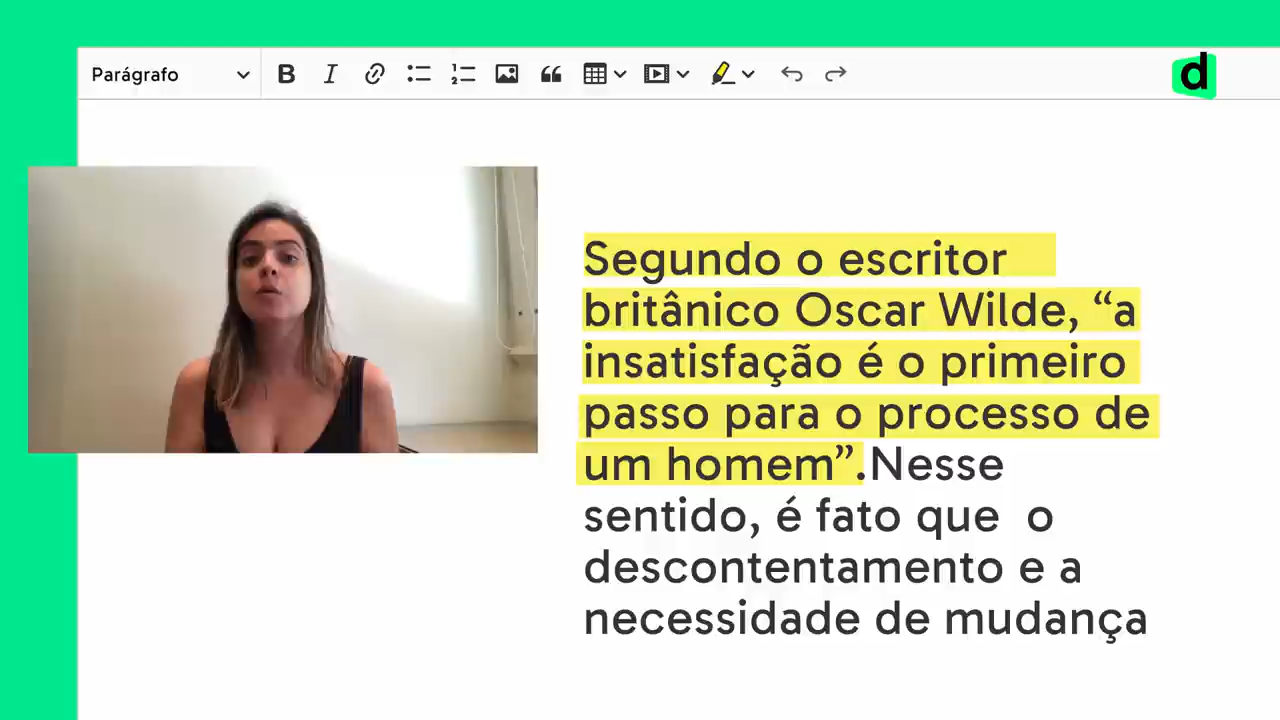 Parágrafo
d
Segundo o escritor
britânico Oscar Wilde, “a
insatisfação é o primeiro
passo para o processo de
um homem”.Nesse
sentido, é fato que o
descontentamento e a
necessidade de mudança